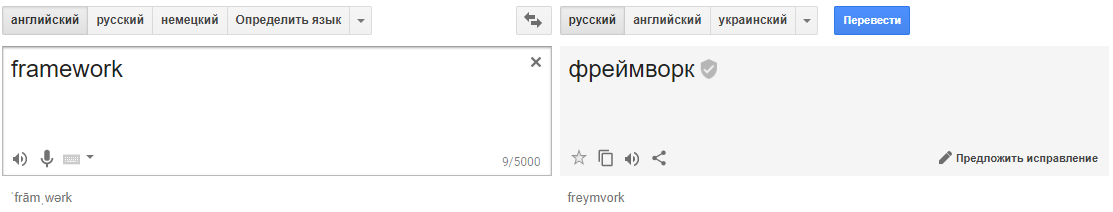 английский русский немецкий Определить язык русский английский украинский Перевести
framework фреймворк
9/5000 Предложить исправление
ˈfrāmˌwərk freymvork